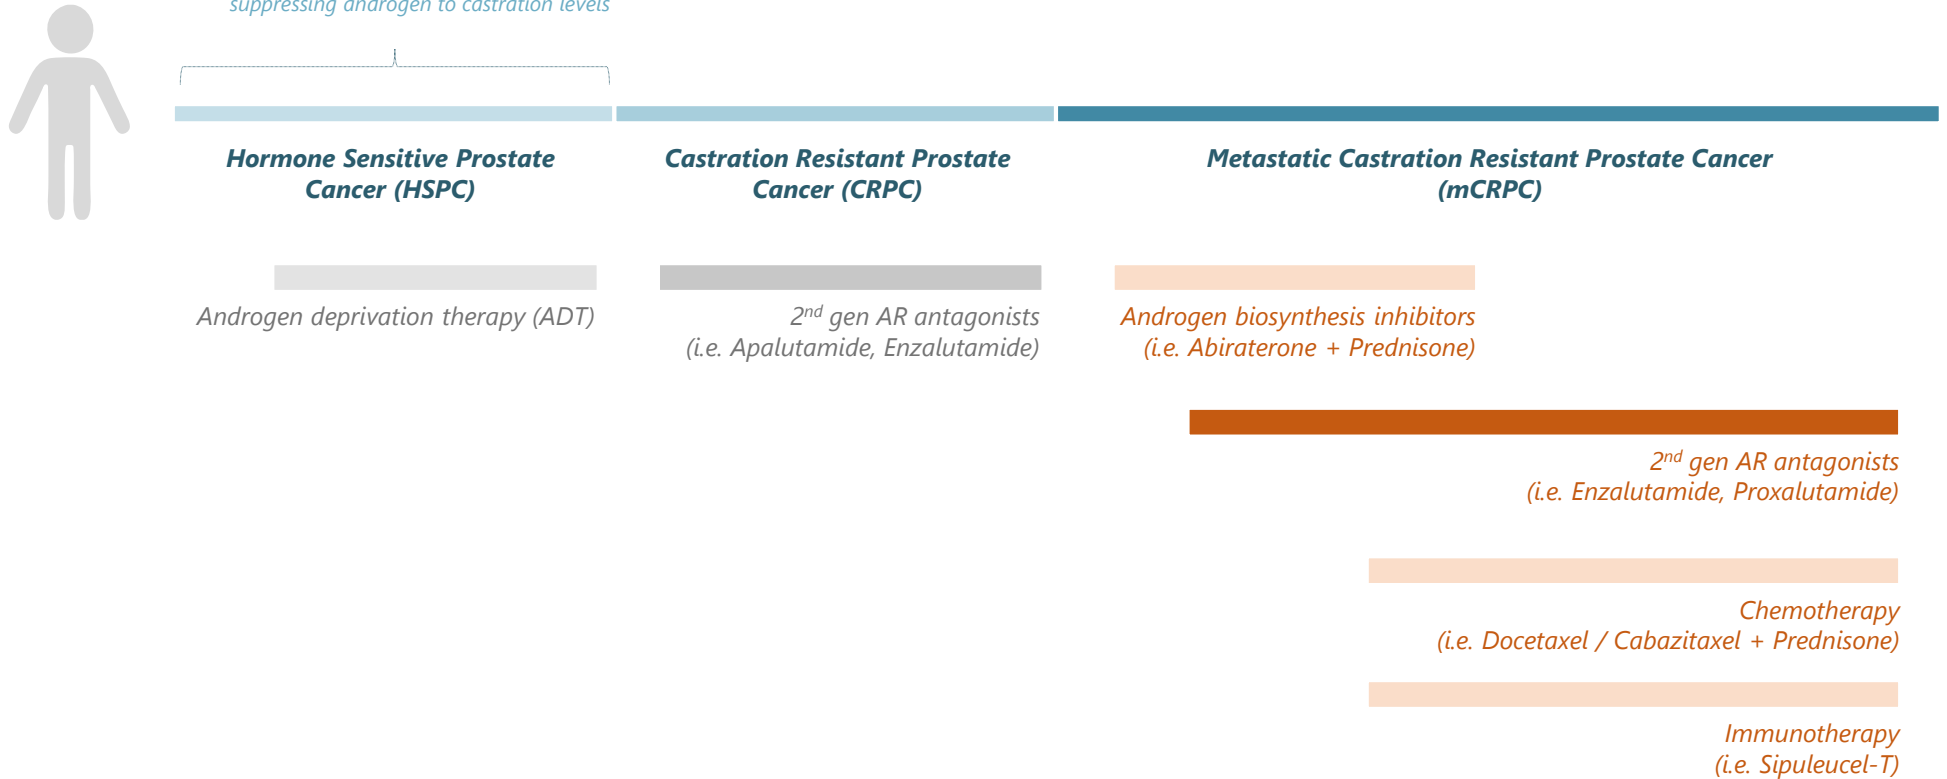 suppressing androgen to castration levels
Hormone Sensitive Prostate
Cancer (HSPC)
Castration Resistant Prostate
Cancer (CRPC)
Metastatic Castration Resistant Prostate Cancer
(mCRPC)
Androgen deprivation therapy (ADT)
2nd gen AR antagonists
(i.e. Apalutamide, Enzalutamide)
Androgen biosynthesis inhibitors
(i.e. Abiraterone + Prednisone)
2nd gen AR antagonists
(i.e. Enzalutamide, Proxalutamide)
Chemotherapy
(i.e. Docetaxel / Cabazitaxel + Prednisone)
Immunotherapy
(i.e. Sipuleucel-T)